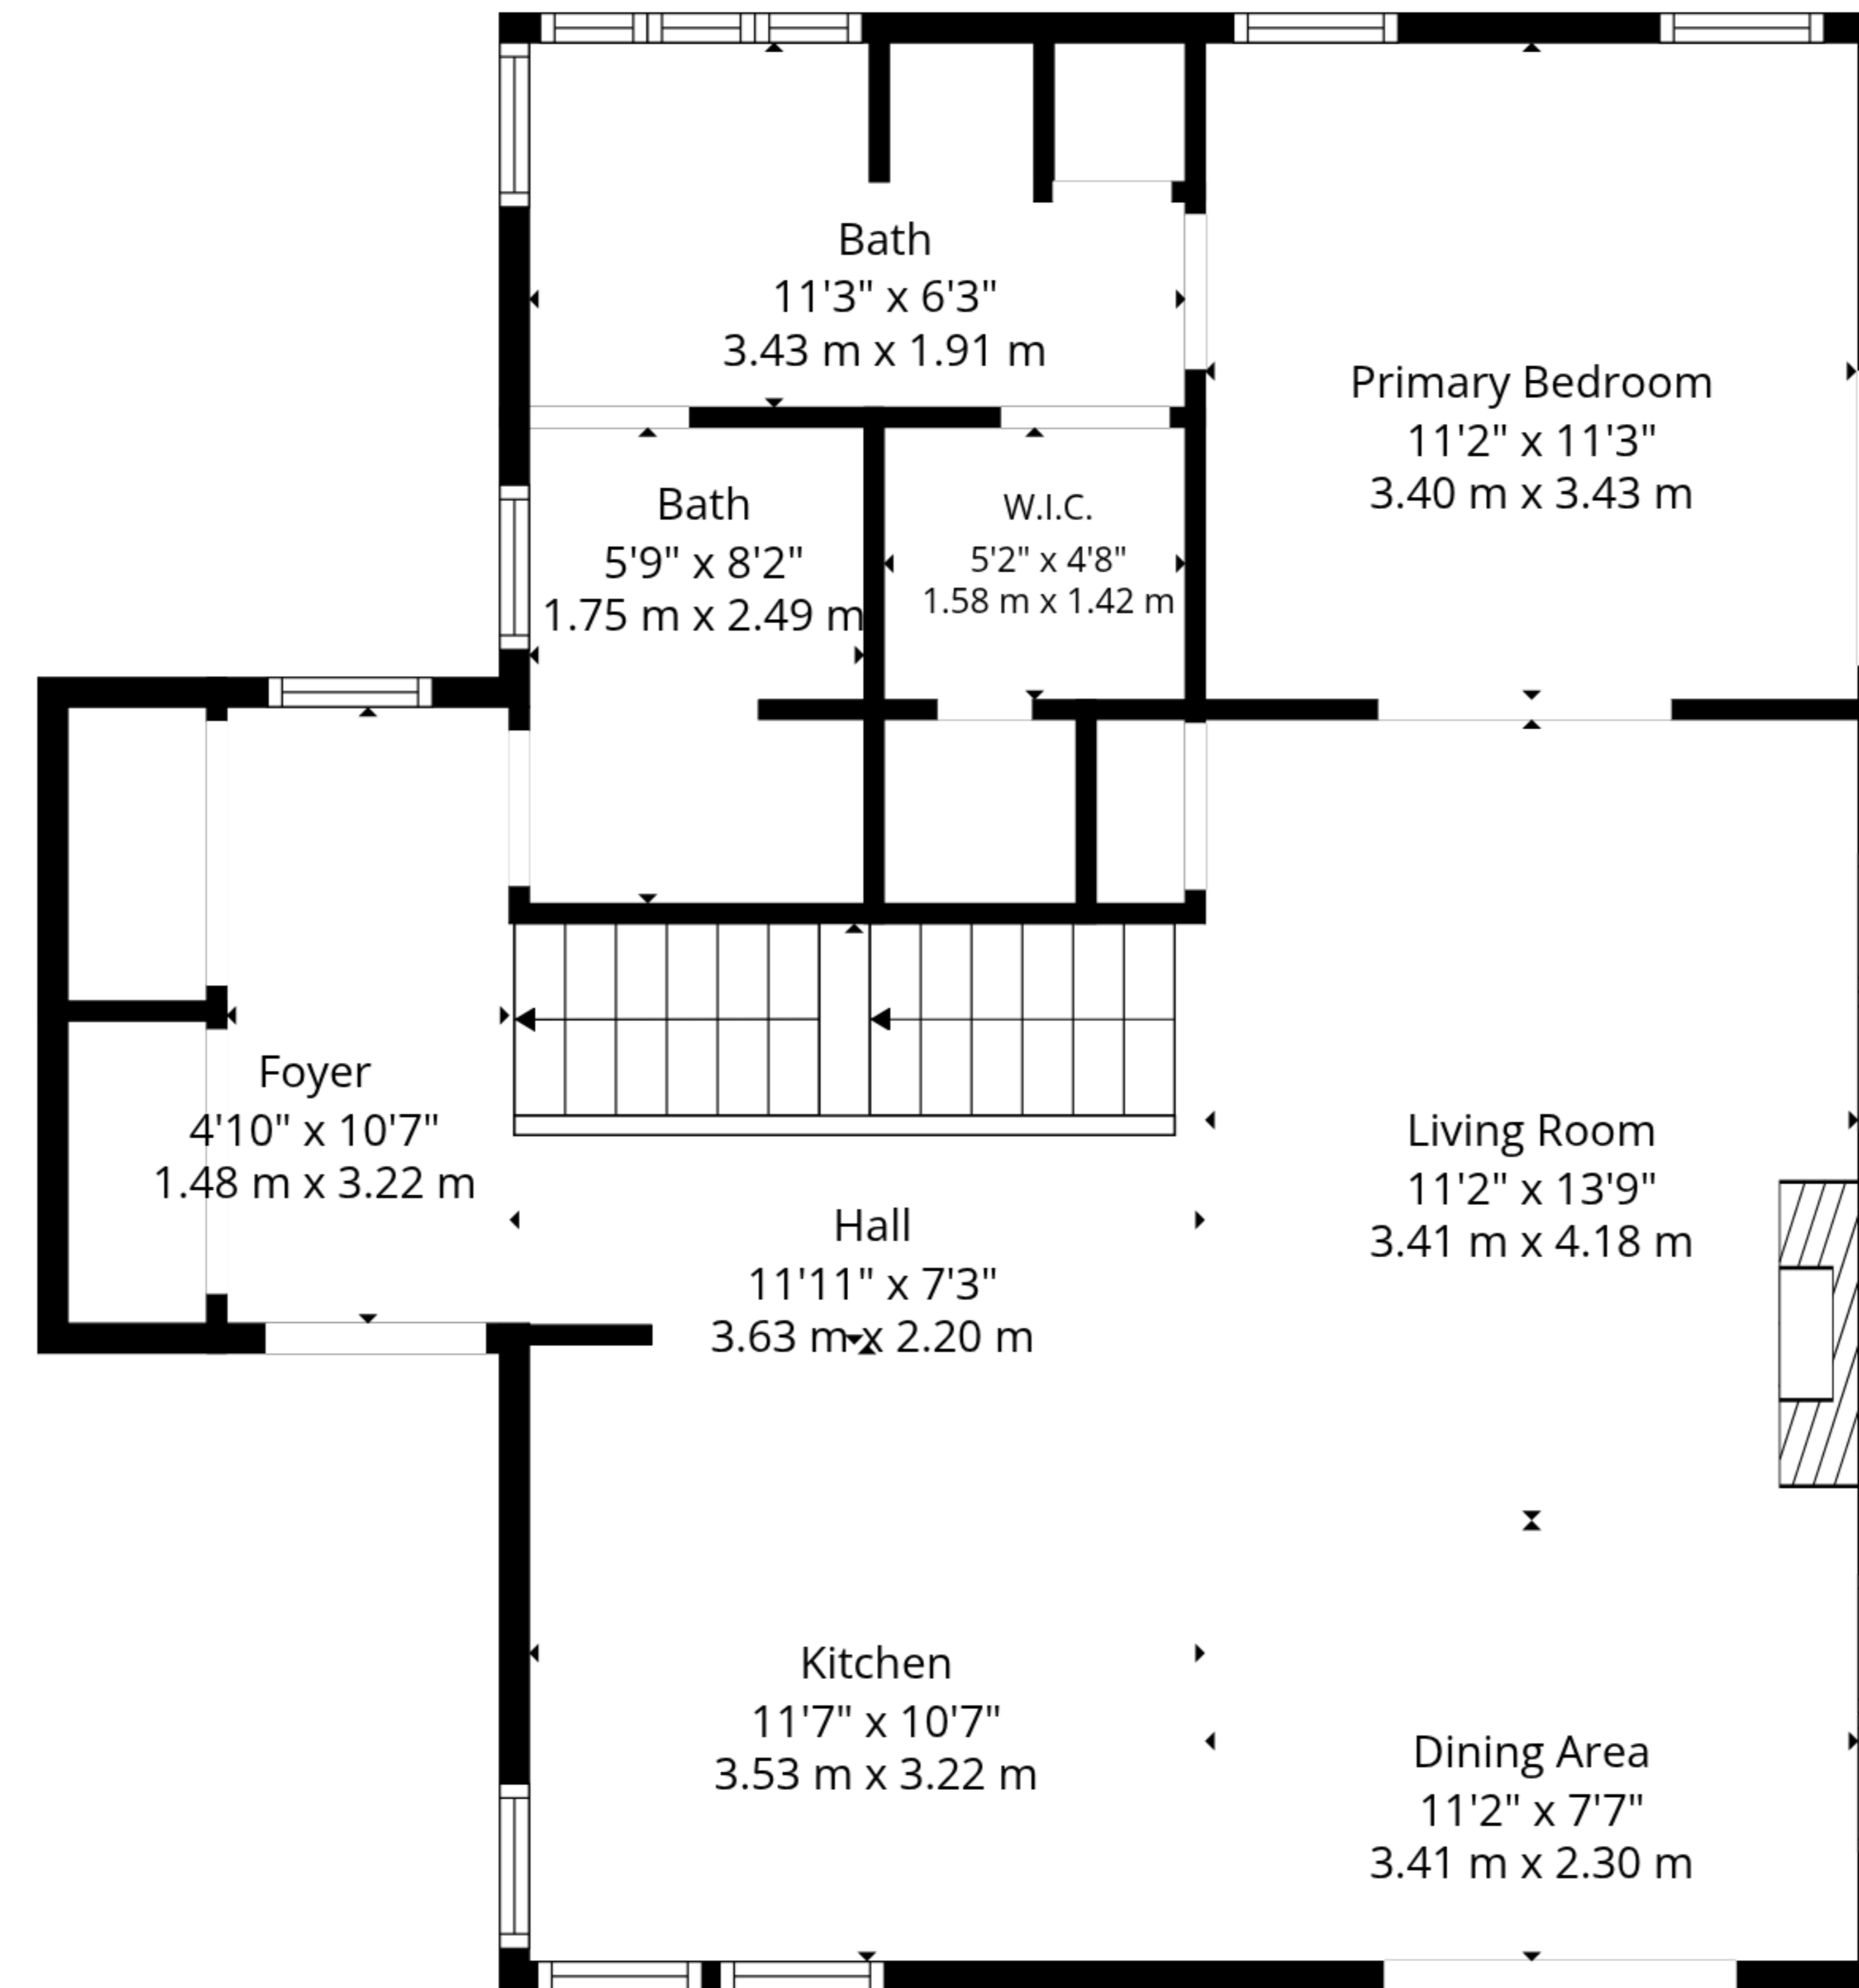 Bath
11'3" x 6'3"
3.43 m x 1.91 m
Primary Bedroom
11'2" x 11'3"
3.40 m x 3.43 m
Bath
5'9" x 8'2"
1.75 m x 2.49 m
W.I.C.
5'2" x 4'8"
1.58 m x 1.42 m
Foyer
4'10" x 10'7"
1.48 m x 3.22 m
Living Room
11'2" x 13'9"
3.41 m x 4.18 m
Hall
11'11" x 7'3"
3.63 m x 2.20 m
Kitchen
11'7" x 10'7"
3.53 m x 3.22 m
Dining Area
11'2" x 7'7"
3.41 m x 2.30 m